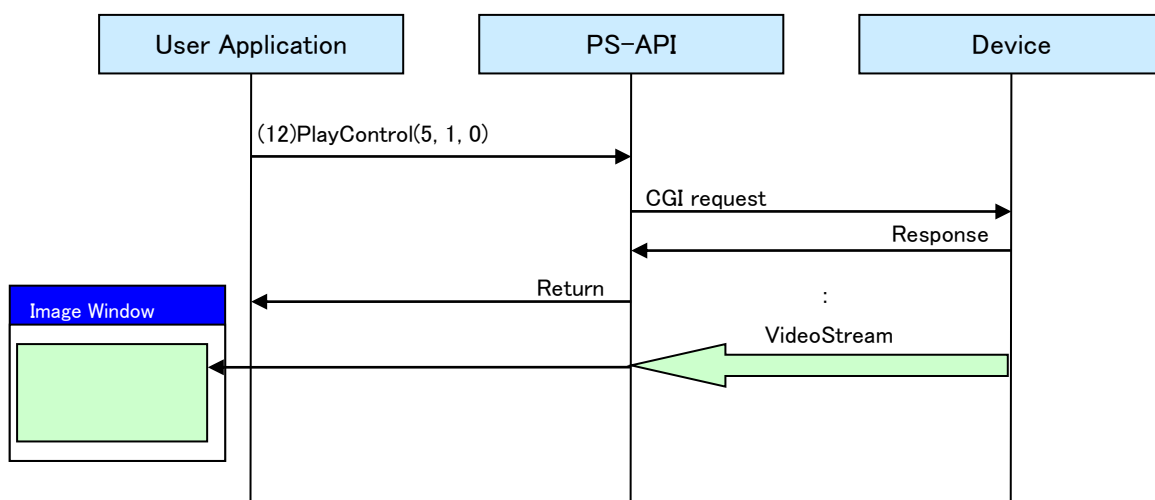 User Application
PS-API
Device
(12)PlayControl(5, 1, 0)
CGI request
Response
Return
:
Image Window
VideoStream